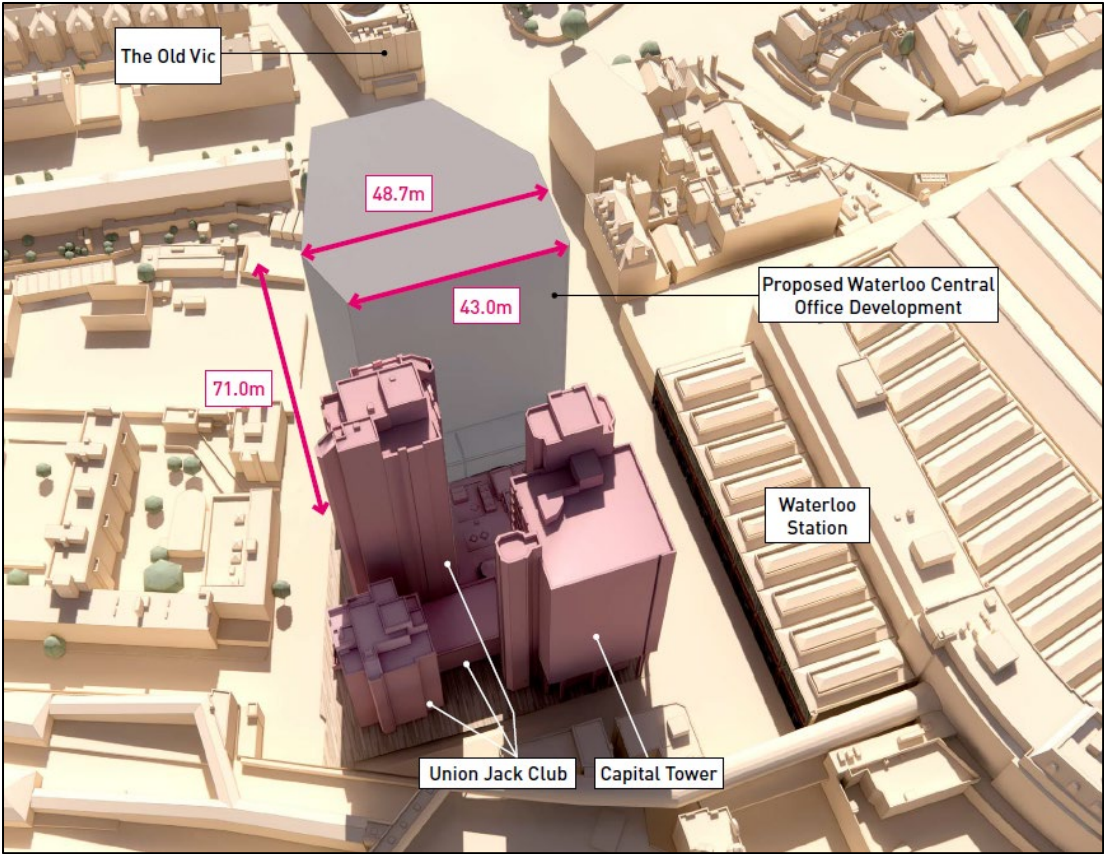 The Old Vic
48.7m
43.0m
Proposed Waterloo Central
Office Development
71.0m
Waterloo
Station
Union Jack Club
Capital Tower